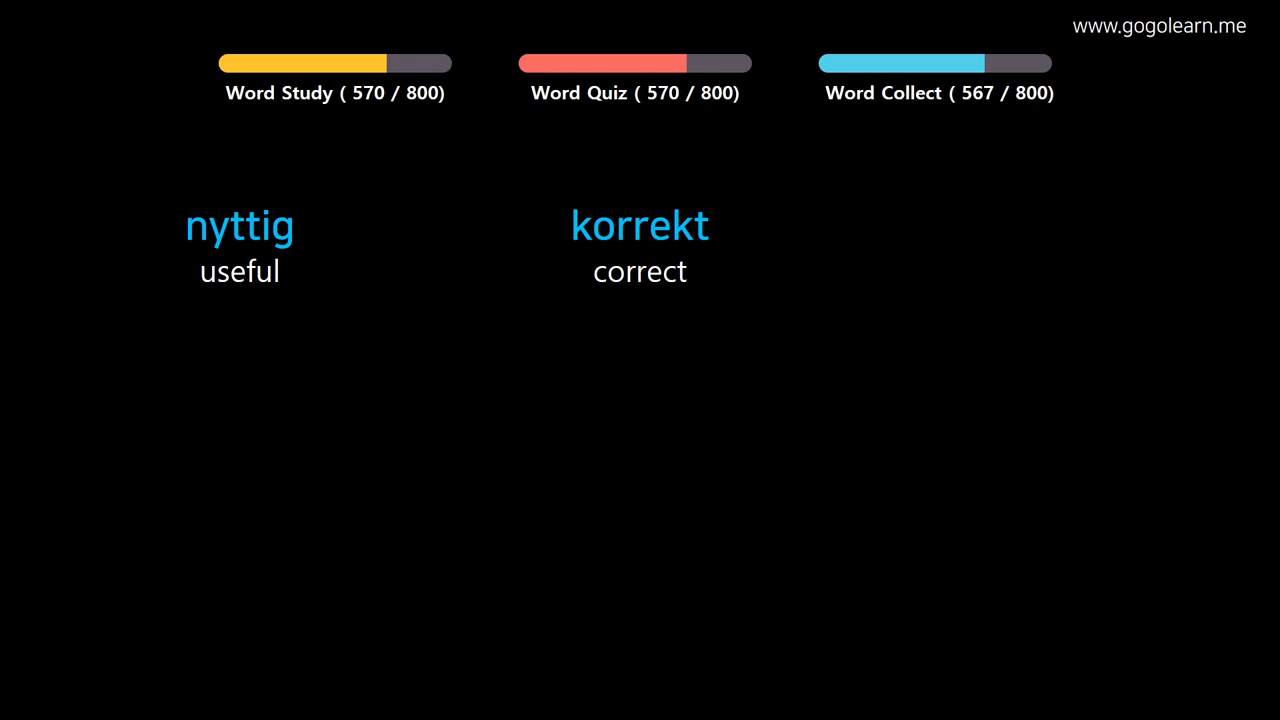 www.gogolearn.me
Word Study ( 570 / 800)
Word Quiz ( 570 / 800)
Word Collect ( 567 / 800)
nyttig
useful
korrekt
correct